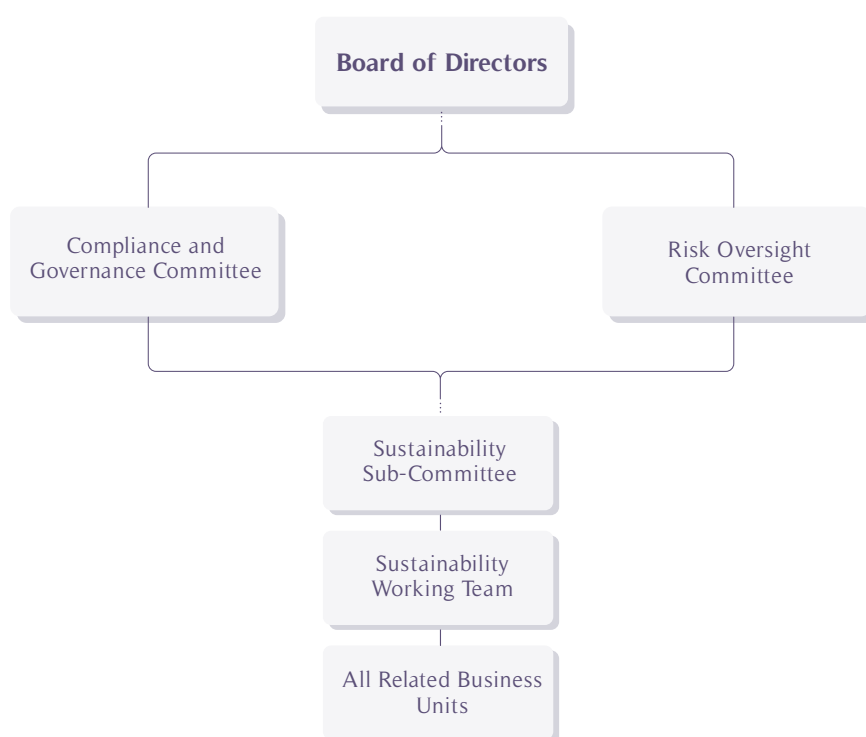 Board of Directors
Compliance and
Governance Committee
Risk Oversight
Committee
Sustainability
Sub-Committee
Sustainability
Working Team
All Related Business
Units